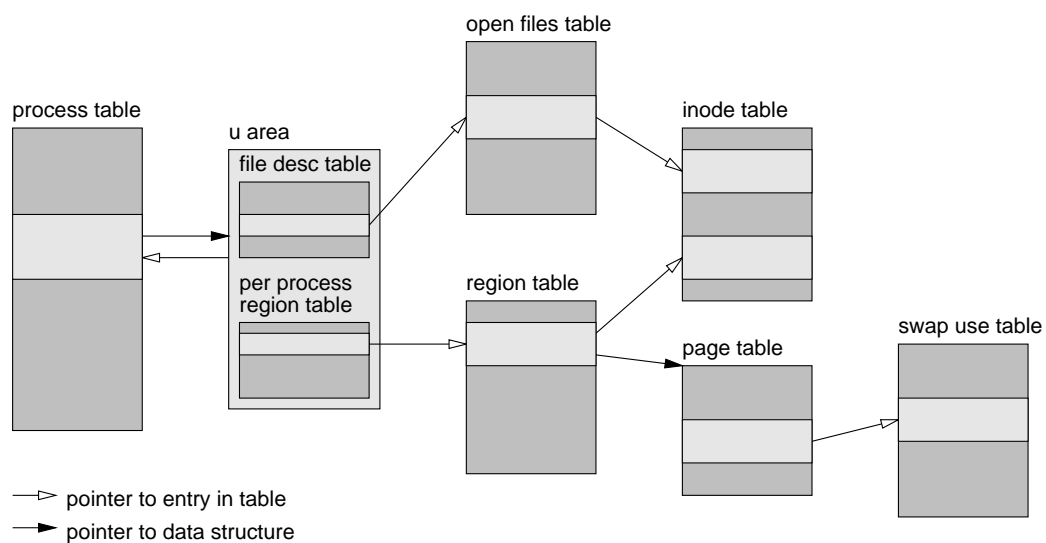 open files table
process table
inode table
u area
file desc table
per process
region table
region table
swap use table
page table
pointer to entry in table
pointer to data structure